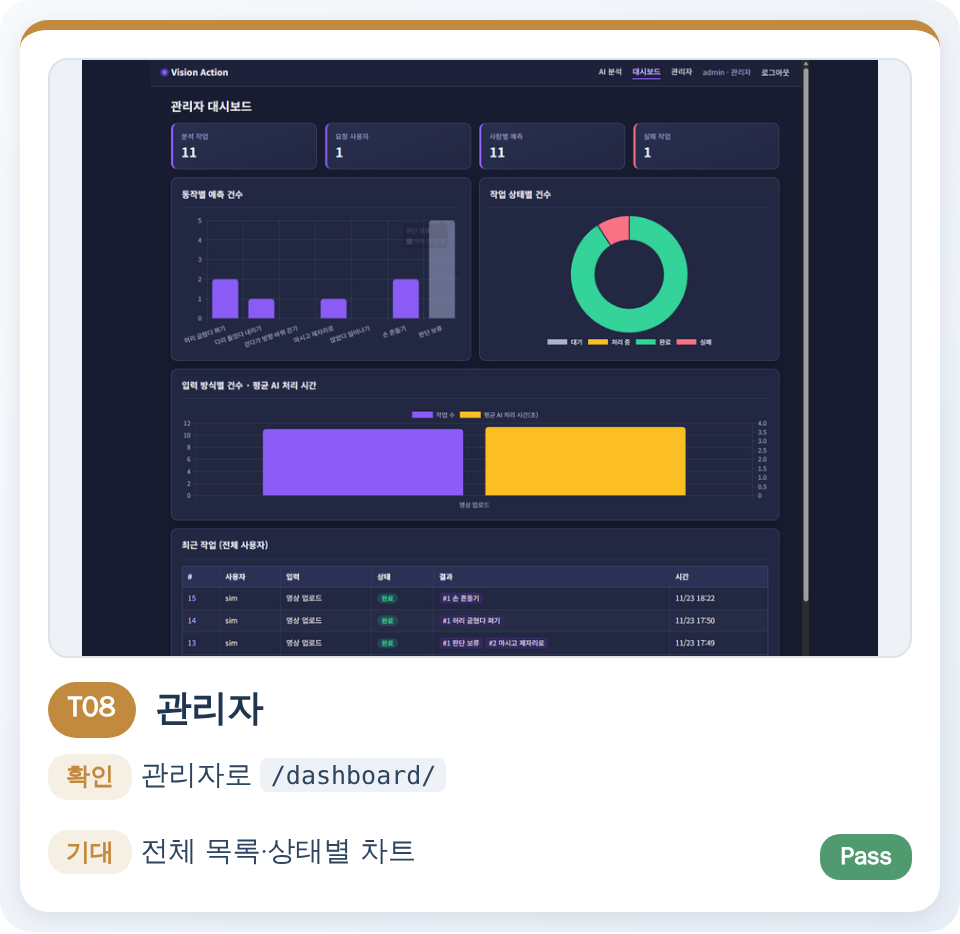 Vision Action
AI 분석 대시보드 관리자 admin · 관리자 로그아웃
관리자 대시보드
분석 작업 요청 사용자 사람별 예측 실패 작업
11 1 11 1
동작별 예측 건수
5
4
3
2
1
0
허리 굽혔다 펴기 다리 들었다 내리기 걷다가 방향 바꿔 걷기 마시고 제자리로 앉았다 일어나기 손 흔들기 판단 보류
작업 상태별 건수
대기 처리 중 완료 실패
입력 방식별 건수 · 평균 AI 처리 시간
작업 수 평균 AI 처리 시간(초)
12 4.0
10 3.5
8 3.0
6 2.5
4 2.0
2 1.5
0 1.0
0.5
0
영상 업로드
최근 작업 (전체 사용자)
# 사용자 입력 상태 결과 시간
15 sim 영상 업로드 완료 #1 손 흔들기 11/23 18:22
14 sim 영상 업로드 완료 #1 허리 굽혔다 펴기 11/23 17:50
13 sim 영상 업로드 완료 #1 판단 보류 #2 마시고 제자리로 11/23 17:49
T08 관리자
확인 관리자로 /dashboard/
기대 전체 목록·상태별 차트
Pass